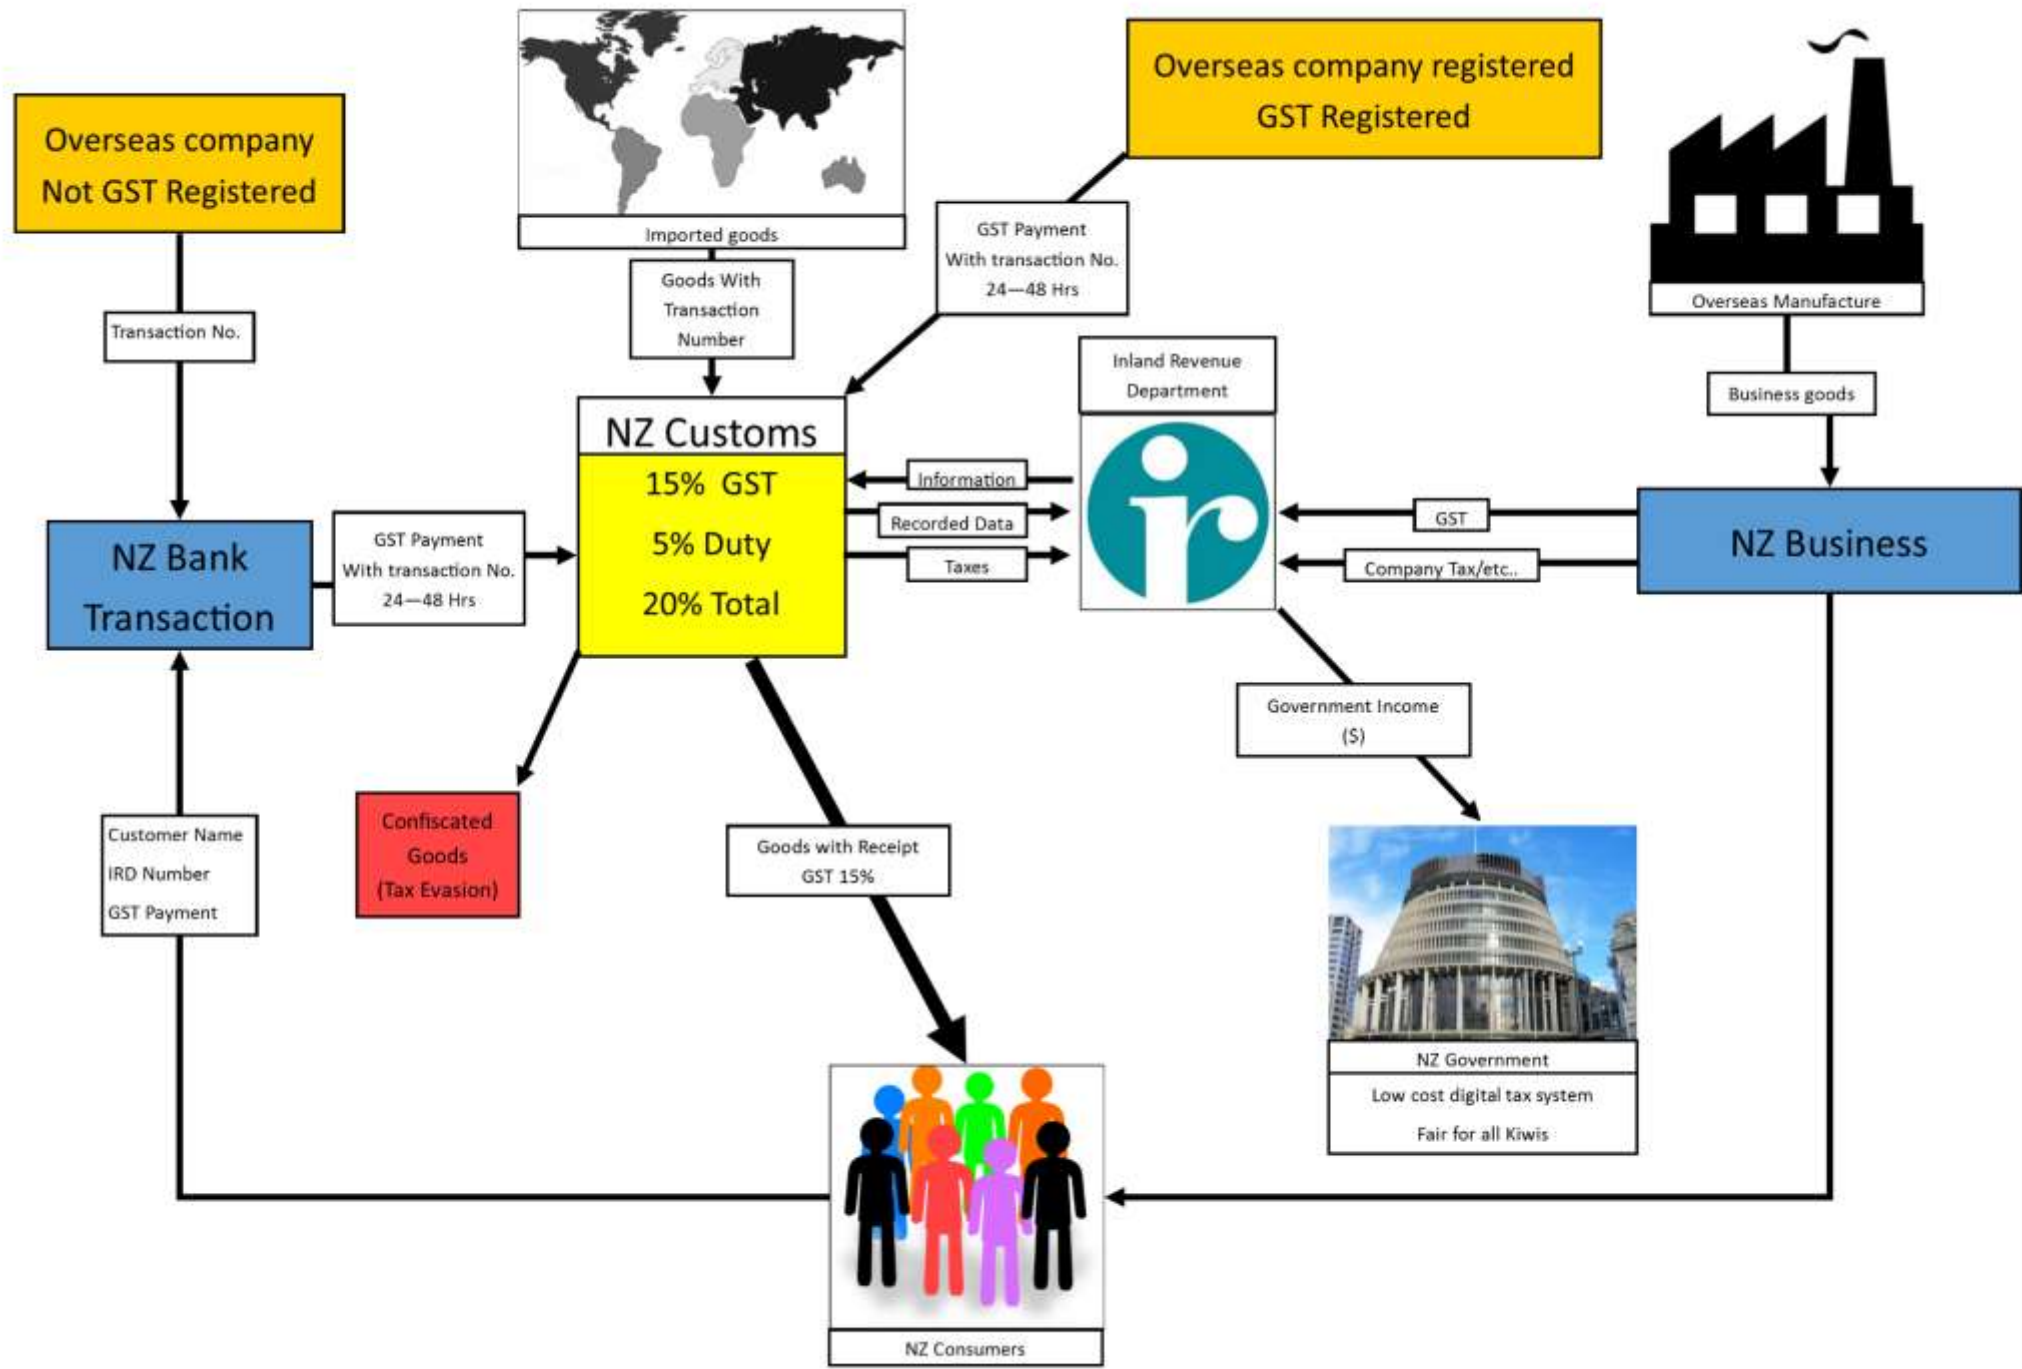 Overseas company
Not GST Registered
Imported goods
Overseas company registered
GST Registered
GST Payment
With transaction No.
24—48 Hrs
Goods With
Transaction
Number
Overseas Manufacture
Transaction No.
Business goods
Inland Revenue
Department
ir
NZ Customs
15% GST
5% Duty
20% Total
Information
Recorded Data
Taxes
GST
Company Tax/etc..
NZ Business
NZ Bank
Transaction
GST Payment
With transaction No.
24—48 Hrs
Government Income
($)
Confiscated
Goods
(Tax Evasion)
Goods with Receipt
GST 15%
Customer Name
IRD Number
GST Payment
NZ Government
Low cost digital tax system
Fair for all Kiwis
NZ Consumers